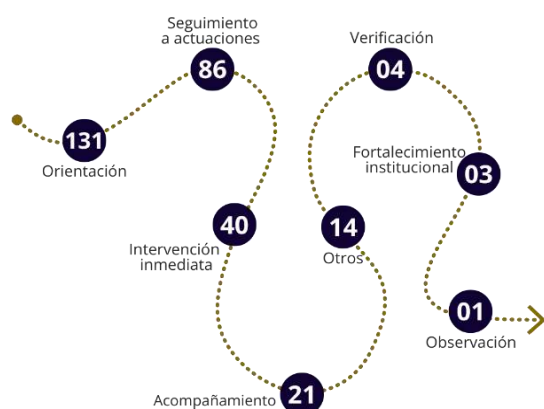 131
Orientación
Seguimiento
a actuaciones
86
40
Intervención
inmediata
21
Acompañamiento
14
Otros
Verificación
04
Fortalecimiento
institucional
03
01
Observación